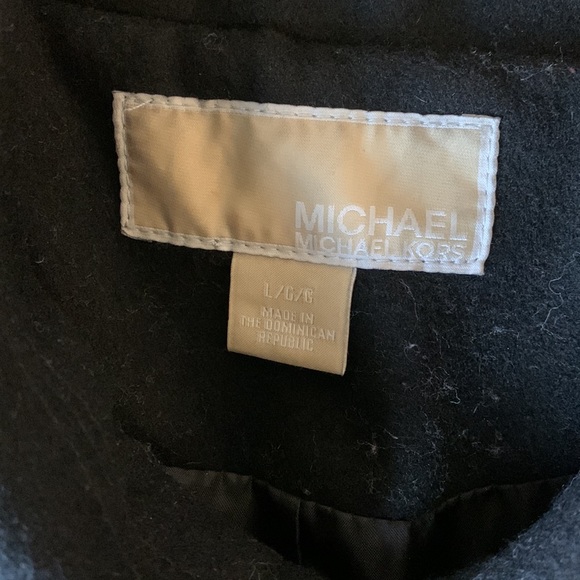 MICHAEL
MICHAEL KORS
L/G/G
MADE IN
THE DOMINICAN
REPUBLIC